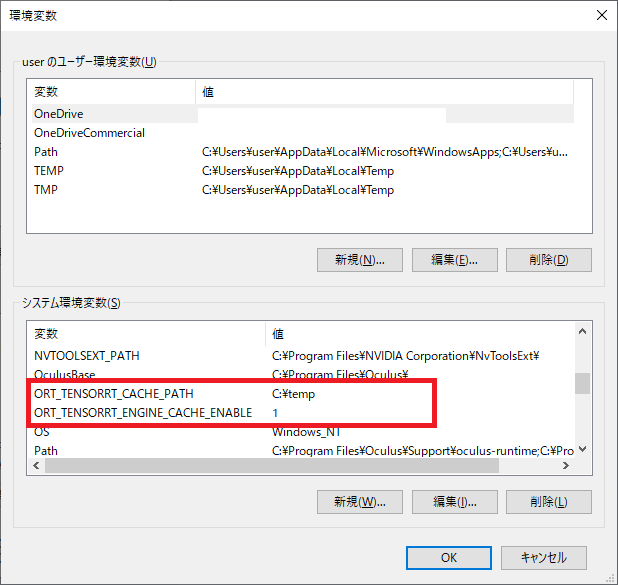 環境変数
user のユーザー環境変数(U)
変数 値
OneDrive
OneDriveCommercial
Path C:¥Users¥user¥AppData¥Local¥Microsoft¥WindowsApps;C:¥Users¥u...
TEMP C:¥Users¥user¥AppData¥Local¥Temp
TMP C:¥Users¥user¥AppData¥Local¥Temp
新規(N)... 編集(E)... 削除(D)
システム環境変数(S)
変数 値
NVTOOLSEXT_PATH C:¥Program Files¥NVIDIA Corporation¥NvToolsExt¥
OculusBase C:¥Program Files¥Oculus¥
ORT_TENSORRT_CACHE_PATH C:¥temp
ORT_TENSORRT_ENGINE_CACHE_ENABLE 1
OS Windows_NT
Path C:¥Program Files¥Oculus¥Support¥oculus-runtime;C:¥Pro
新規(W)... 編集(I)... 削除(L)
OK キャンセル